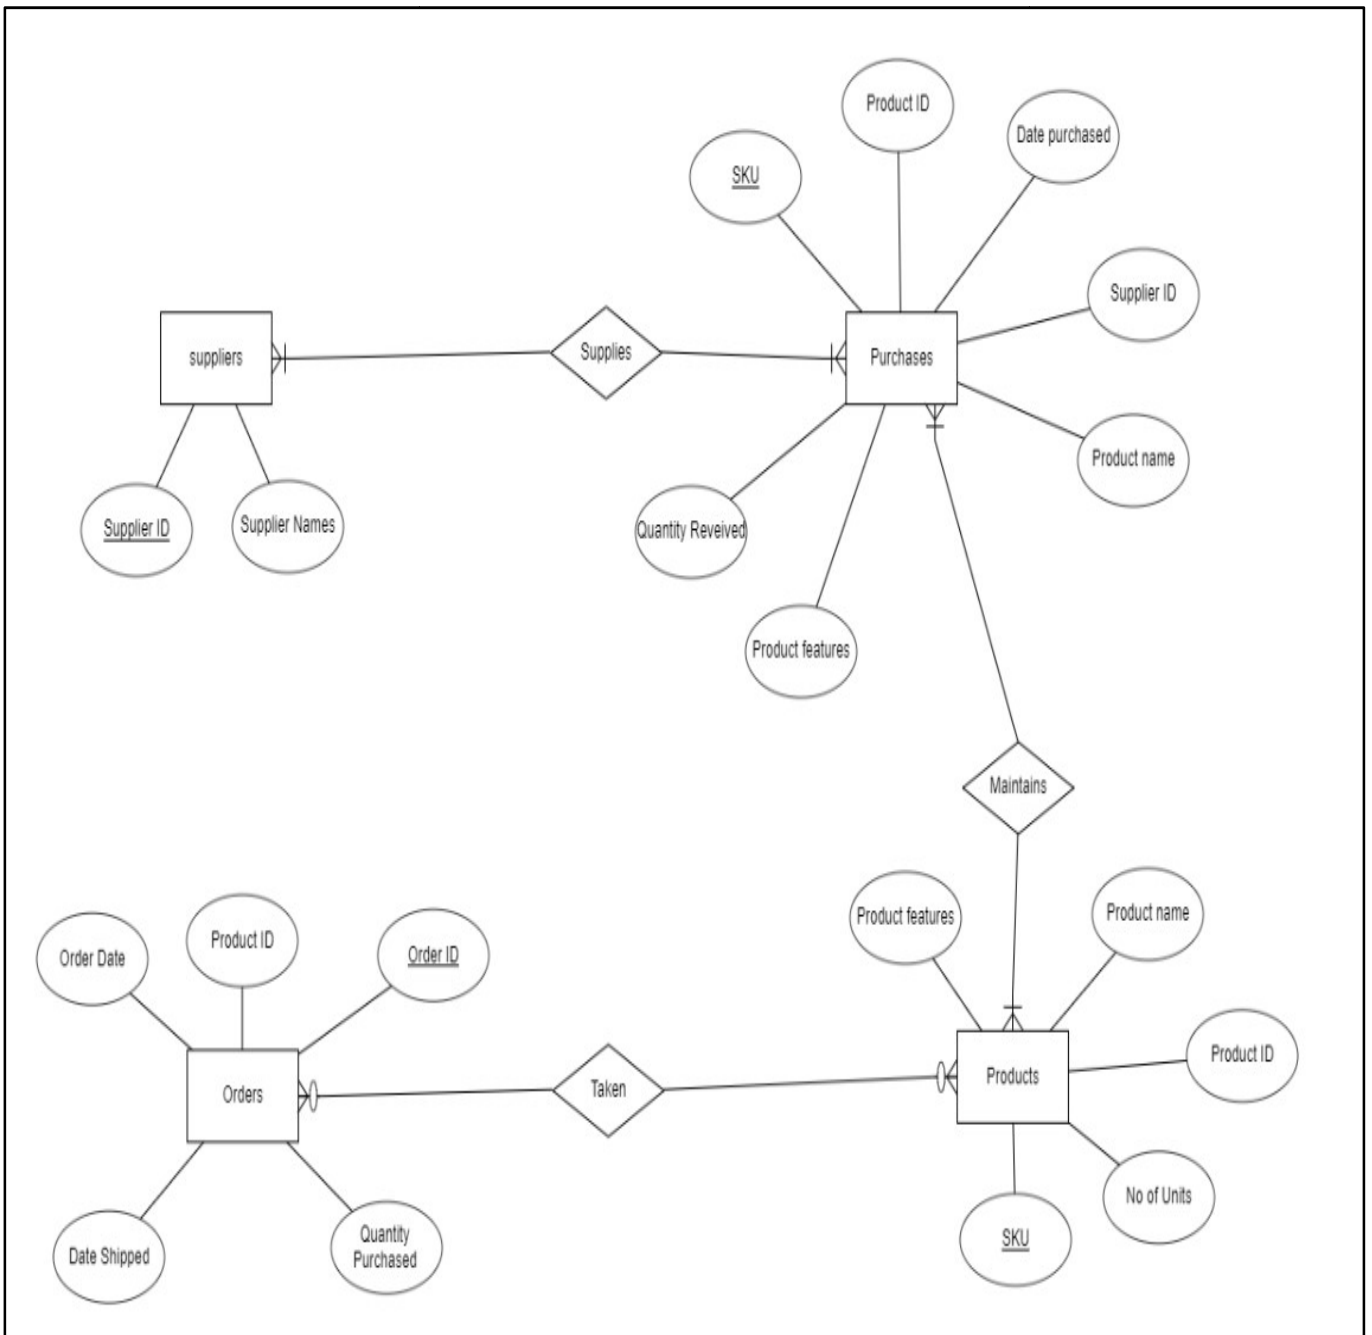 Product ID
Date purchased
SKU
Supplier ID
suppliers
Supplies
Purchases
Product name
Supplier ID
Supplier Names
Quantity Reveived
Product features
Maintains
Product features
Product name
Order Date
Product ID
Order ID
Product ID
Orders
Taken
Products
No of Units
Date Shipped
Quantity
Purchased
SKU